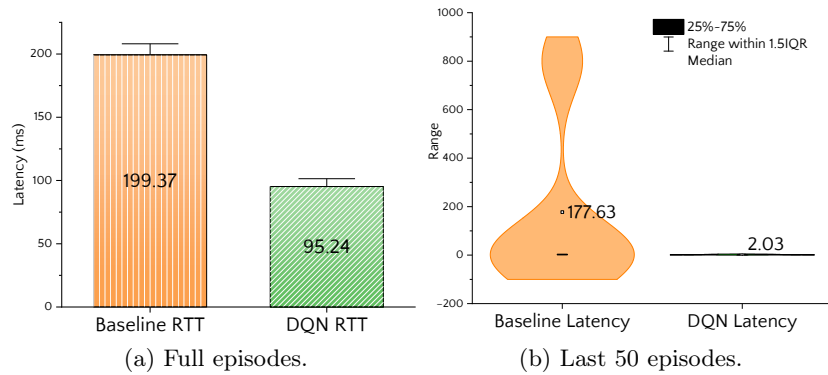 200
150
100
50
0
Latency (ms)
199.37
95.24
Baseline RTT
DQN RTT
(a) Full episodes.
1000
800
600
400
200
0
−200
Range
25%-75%
Range within 1.5IQR
Median
177.63
2.03
Baseline Latency
DQN Latency
(b) Last 50 episodes.